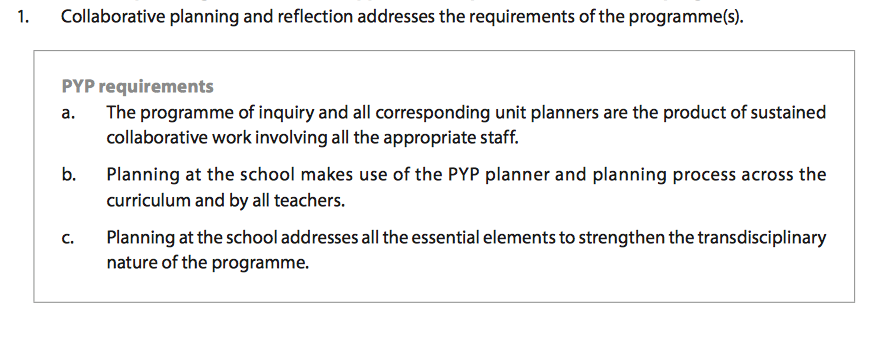 1. Collaborative planning and reflection addresses the requirements of the programme(s).
PYP requirements
a. The programme of inquiry and all corresponding unit planners are the product of sustained
collaborative work involving all the appropriate staff.
b. Planning at the school makes use of the PYP planner and planning process across the
curriculum and by all teachers.
c. Planning at the school addresses all the essential elements to strengthen the transdisciplinary
nature of the programme.